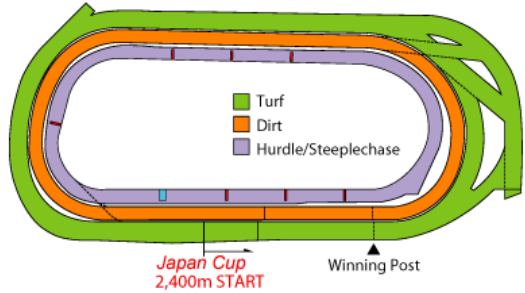 Turf
Dirt
Hurdle/Steeplechase
Japan Cup
2,400m START
Winning Post